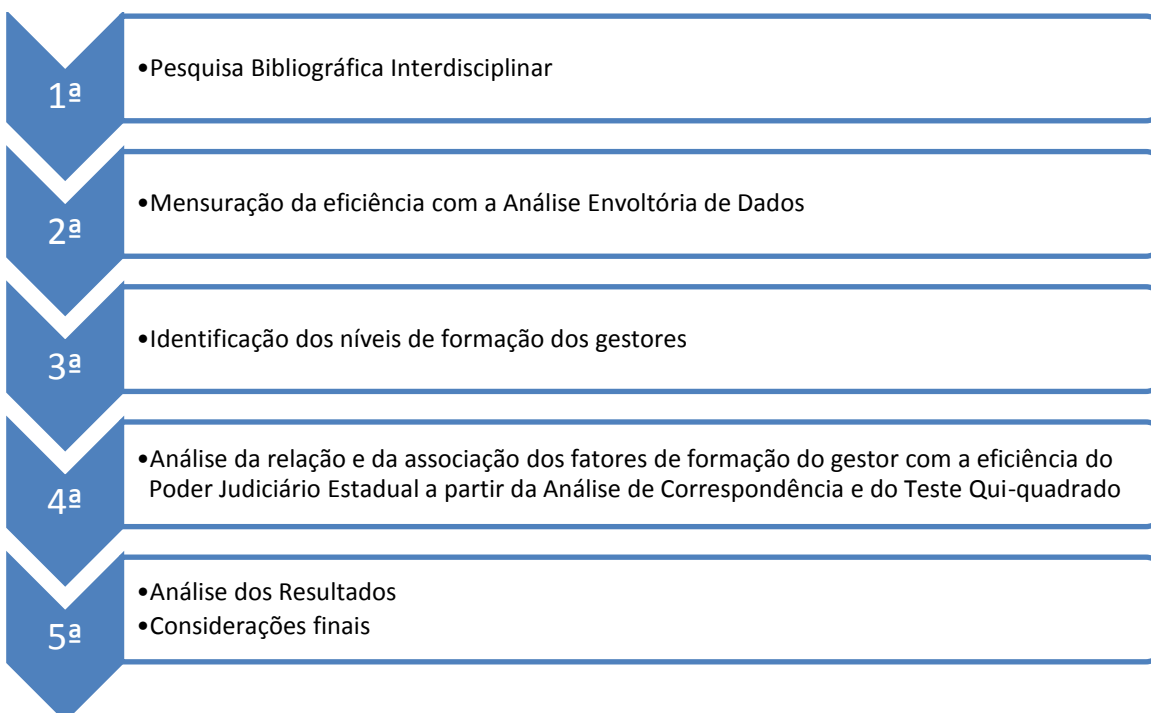 1ª
•Pesquisa Bibliográfica Interdisciplinar
2ª
•Mensuração da eficiência com a Análise Envoltória de Dados
3ª
•Identificação dos níveis de formação dos gestores
4ª
•Análise da relação e da associação dos fatores de formação do gestor com a eficiência do
Poder Judiciário Estadual a partir da Análise de Correspondência e do Teste Qui-quadrado
5ª
•Análise dos Resultados
•Considerações finais